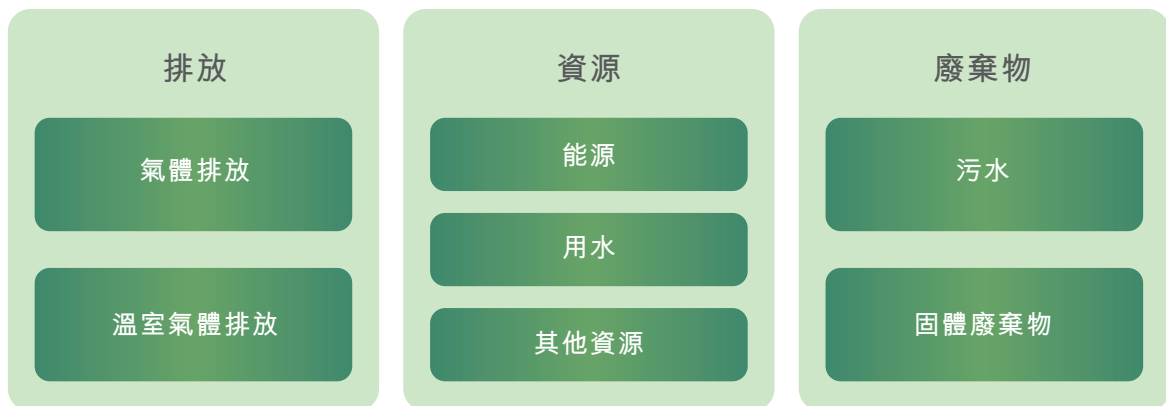 排放
氣體排放
溫室氣體排放
資源
能源
用水
其他資源
廢棄物
污水
固體廢棄物